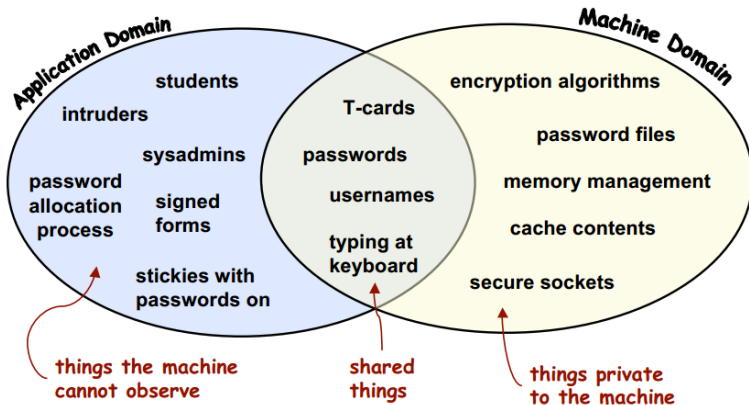 Application Domain
Machine Domain
students
intruders
sysadmins
password
allocation
process
signed
forms
stickies with
passwords on
T-cards
passwords
usernames
typing at
keyboard
encryption algorithms
password files
memory management
cache contents
secure sockets
things the machine
cannot observe
shared
things
things private
to the machine